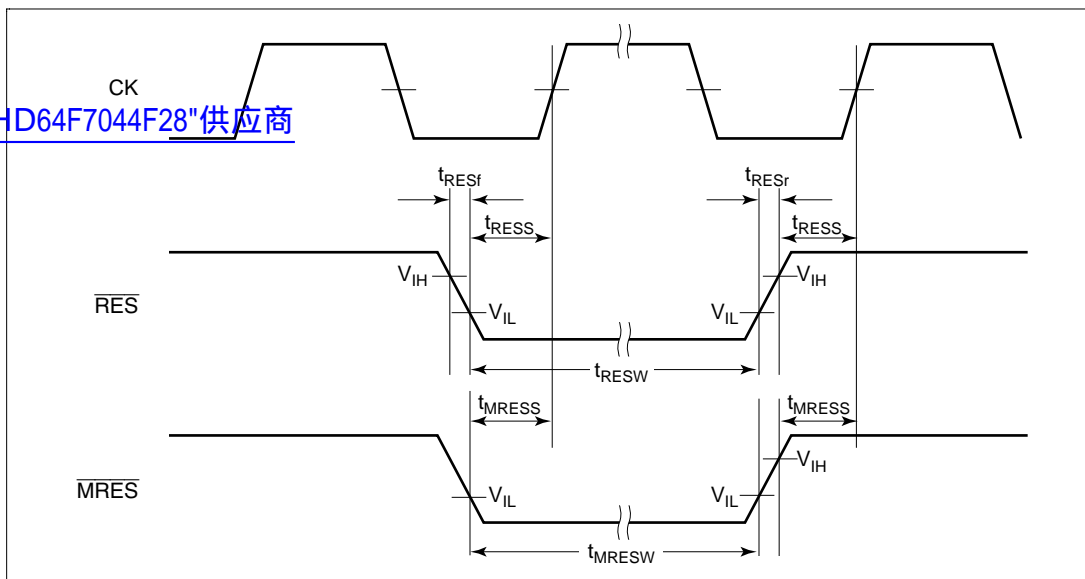 CK
HD64F7044F28"供应商
tRESf
tRESr
tRESS
tRESS
VIH
VIH
RES
VIL
VIL
tRESW
tMRESS
tMRESS
VIH
MRES
VIL
VIL
tMRESW